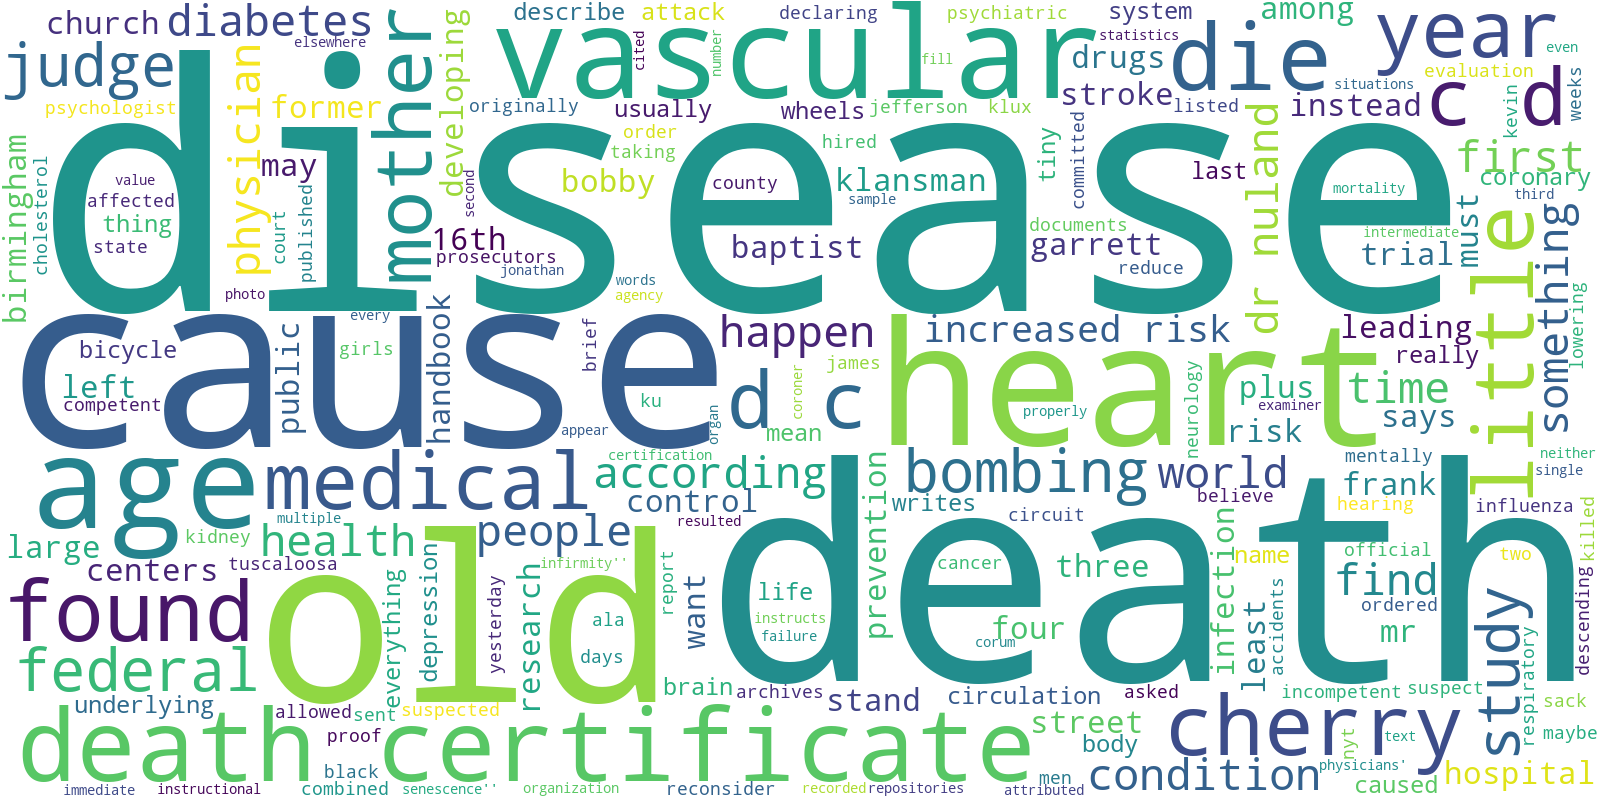 church diabetes mother developing describe attack declaring psychiatric system among year
elsewhere cited number vascular fill statistics die even
judge psychologist physician former originally usually wheels jefferson klux drugs stroke listed situations evaluation c d weeks
disease order taking hired tiny committed instead kevin
birmingham cholesterol value affected thing state court published may second bobby county klansman sample last dr nuland mortality first coronary third
16th prosecutors jonathan words agency baptist documents garrett reduce trial intermediate must something little lowering
photo cause every handbook brief happen increased risk leading really
bicycle girls public james heart neurology plus time
left competent ku appear organ d c coroner mean properly examiner risk says
age medical certification according prevention bombing world mentally neither single
multiple people control resulted writes circuit believe frank influenza
large kidney health infirmity'' death cancer three infection name hearing official two killed
centers tuscaloosa old report want life instructs failure four corum find ordered mr study
found depression yesterday research ala days least accidents descending
federal everything brain archives stand circulation asked incompetent suspect respiratory sack
underlying allowed sent suspected street cherry nyt text maybe
death certificate proof body physicians'
black combined senescence'' organization reconsider recorded repositories men attributed condition caused hospital
immediate instructional